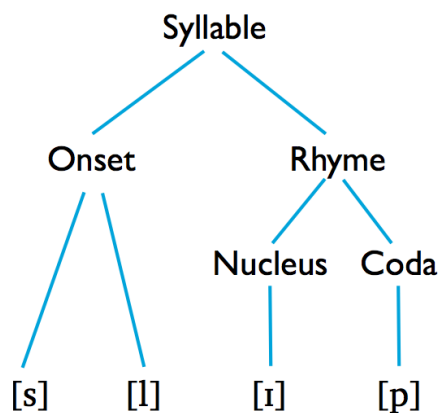 Syllable
Onset Rhyme
Nucleus Coda
[s] [l] [ɪ] [p]